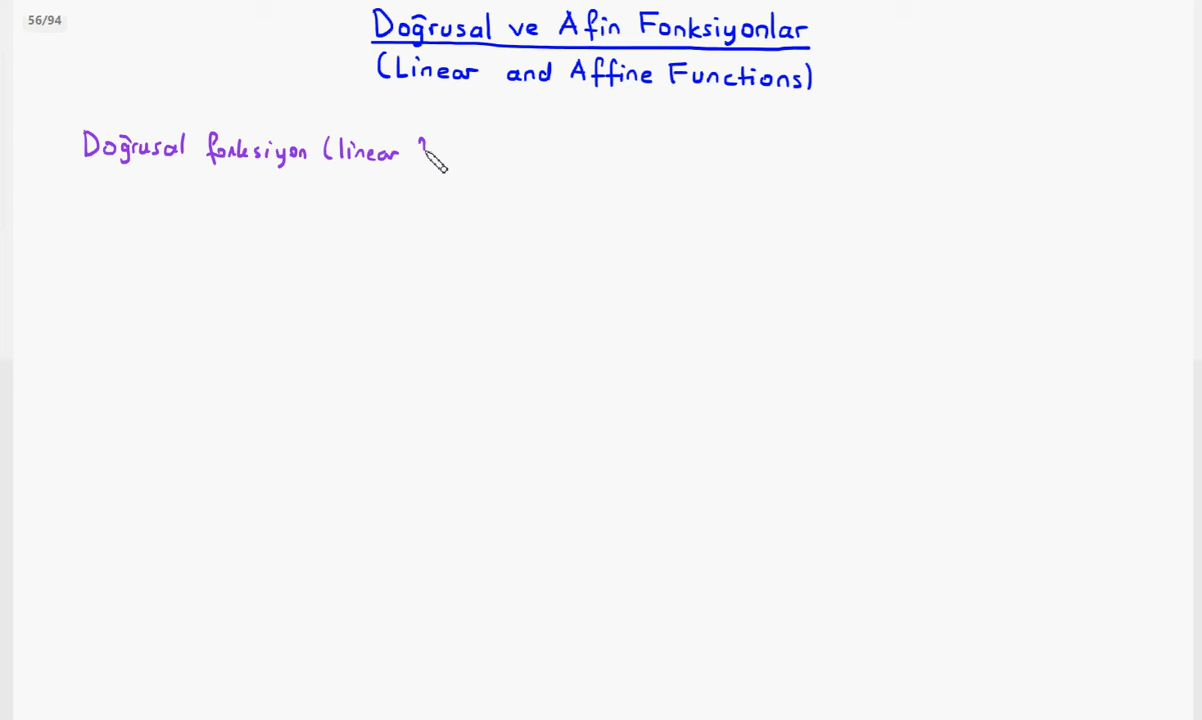 56/94
Doğrusal ve Afin Fonksiyonlar
(Linear and Affine Functions)
Doğrusal fonksiyon (linear